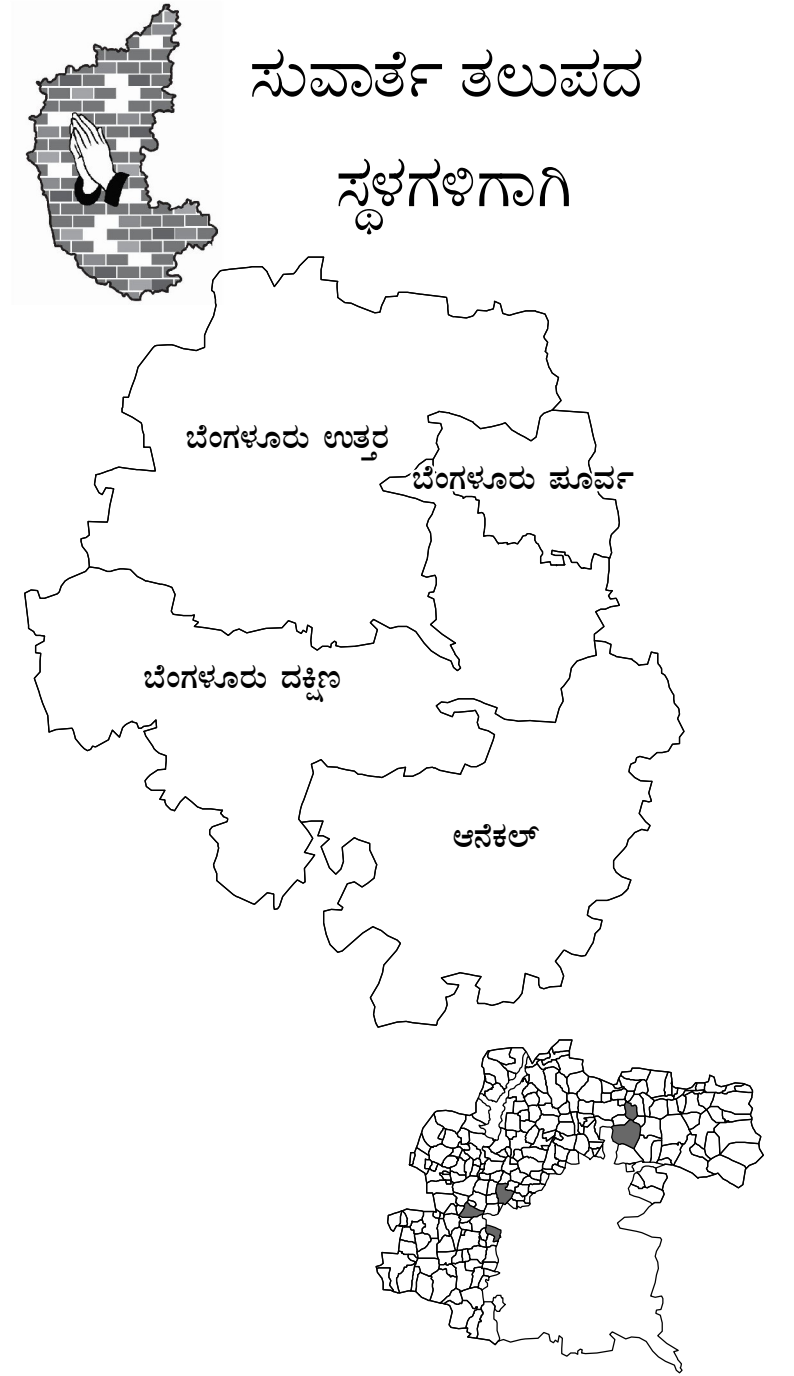 ಸುವಾರ್ತೆ ತಲುಪದ
ಸ್ಥಳಗಳಿಗಾಗಿ
ಬೆಂಗಳೂರು ಉತ್ತರ
ಬೆಂಗಳೂರು ಪೂರ್ವ
ಬೆಂಗಳೂರು ದಕ್ಷಿಣ
ಆನೆಕಲ್